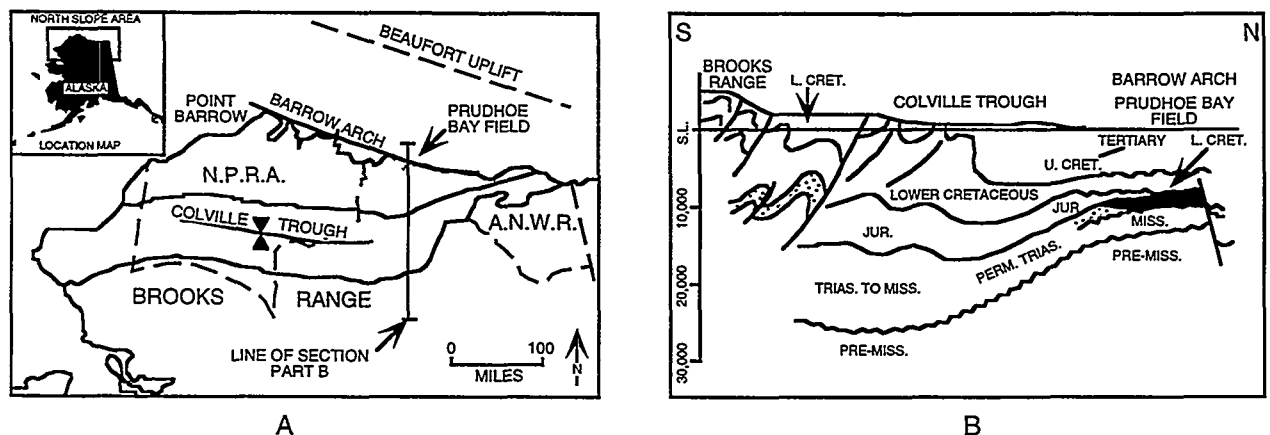 NORTH SLOPE AREA
ALASKA
LOCATION MAP
BEAUFORT UPLIFT
POINT
BARROW
BARROW ARCH
PRUDHOE
BAY FIELD
N.P.R.A.
COLVILLE TROUGH
A.N.W.R.
BROOKS RANGE
LINE OF SECTION
PART B
0 100
MILES
N
A
S N
BROOKS
RANGE
L. CRET.
COLVILLE TROUGH
BARROW ARCH
PRUDHOE BAY
FIELD
S.L.
TERTIARY
L. CRET.
U. CRET.
LOWER CRETACEOUS
10,000
JUR.
MISS.
JUR.
PERM. TRIAS.
PRE-MISS.
20,000
TRIAS. TO MISS.
PRE-MISS.
30,000
B